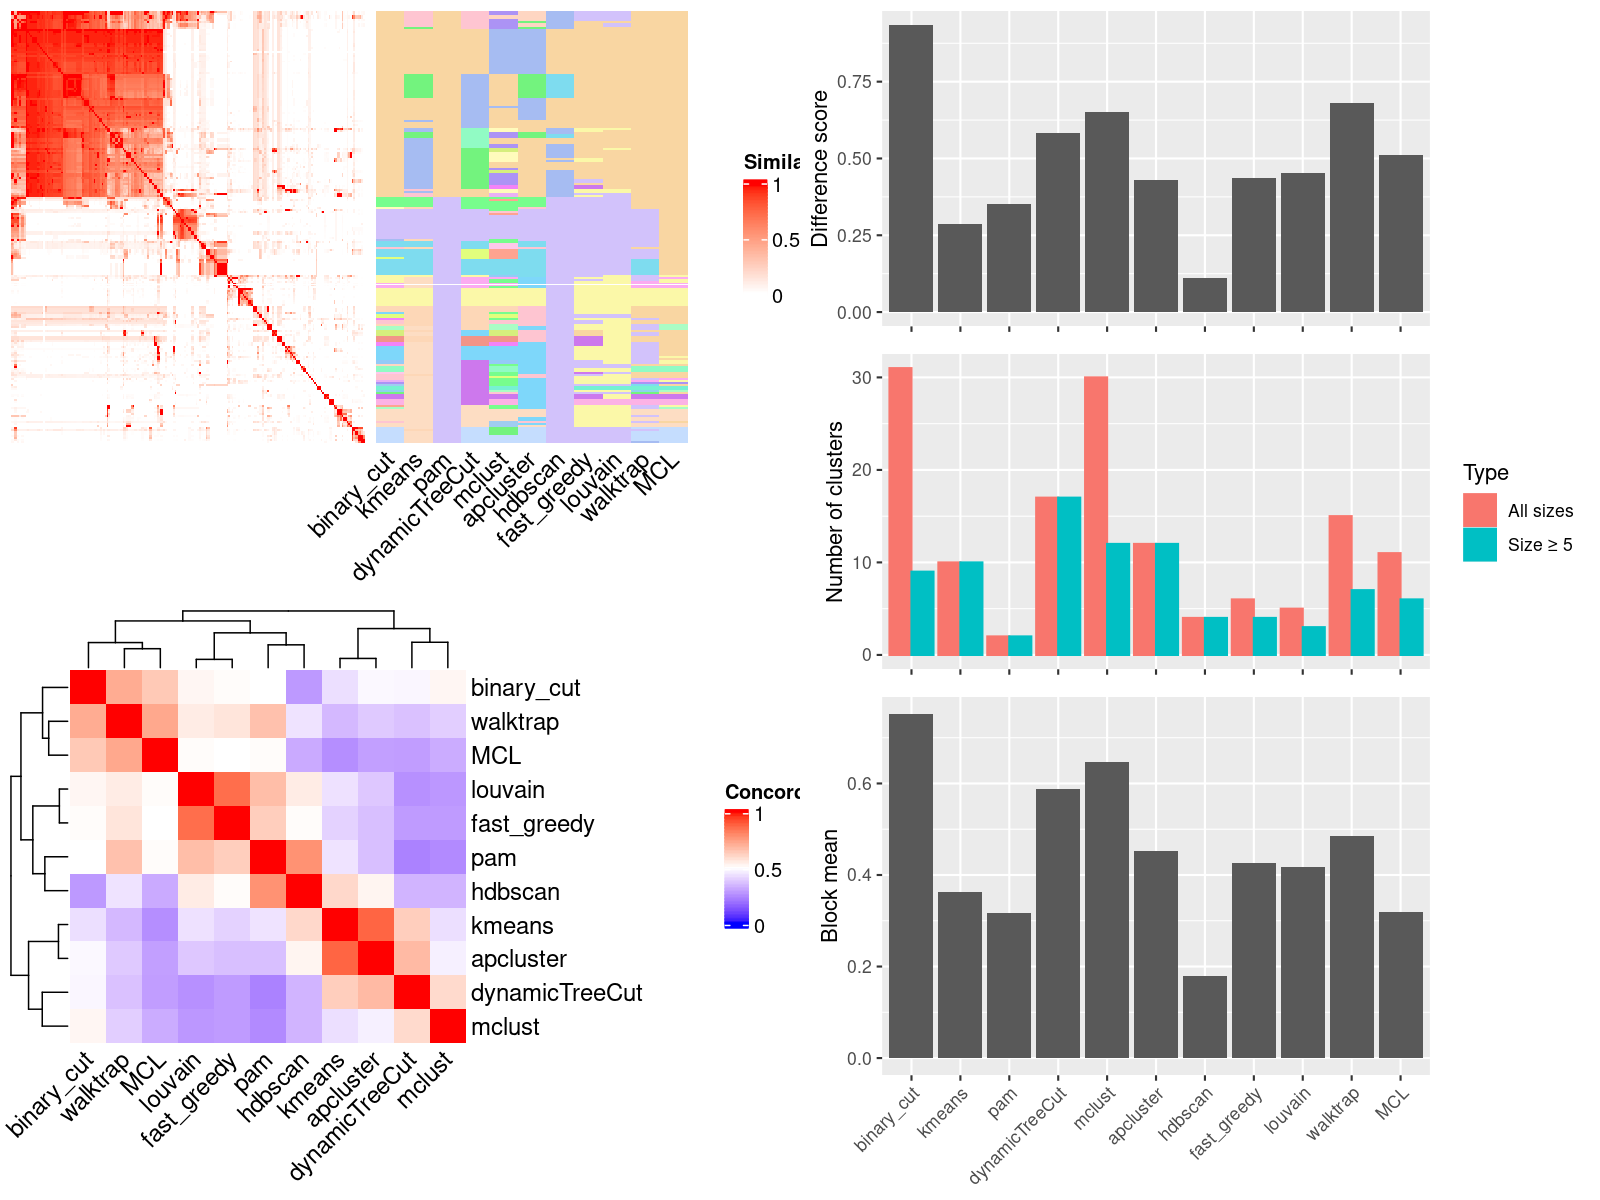 Simila
1
0.5
0
binary_cut
kmeans
pam
dynamicTreeCut
mclust
apcluster
hdbscan
fast_greedy
louvain
walktrap
MCL
binary_cut
walktrap
MCL
louvain
fast_greedy
pam
hdbscan
kmeans
apcluster
dynamicTreeCut
mclust
Concord
1
0.5
0
binary_cut
walktrap
MCL
louvain
fast_greedy
pam
hdbscan
kmeans
apcluster
dynamicTreeCut
mclust
Difference score
0.75
0.50
0.25
0.00
Number of clusters
30
20
10
0
Type
All sizes
Size ≥ 5
Block mean
0.6
0.4
0.2
0.0
binary_cut
kmeans
pam
dynamicTreeCut
mclust
apcluster
hdbscan
fast_greedy
louvain
walktrap
MCL